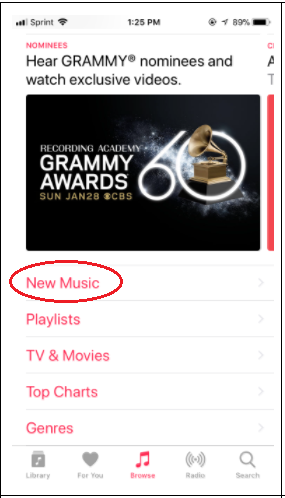 Sprint 1:25 PM 89%
NOMINEES
Hear GRAMMY® nominees and
watch exclusive videos.
RECORDING ACADEMY
GRAMMY
AWARDS
SUN JAN28 CBS
60
New Music
Playlists
TV & Movies
Top Charts
Genres
Library For You Browse Radio Search